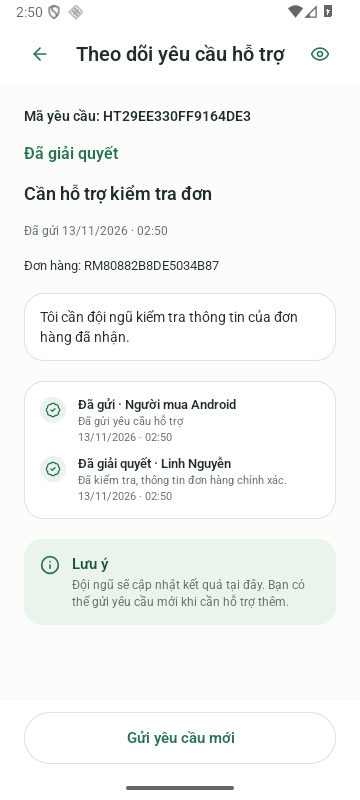 2:50
Theo dõi yêu cầu hỗ trợ
Mã yêu cầu: HT29EE330FF9164DE3
Đã giải quyết
Cần hỗ trợ kiểm tra đơn
Đã gửi 13/11/2026 · 02:50
Đơn hàng: RM80882B8DE5034B87
Tôi cần đội ngũ kiểm tra thông tin của đơn
hàng đã nhận.
Đã gửi · Người mua Android
Đã gửi yêu cầu hỗ trợ
13/11/2026 · 02:50
Đã giải quyết · Linh Nguyễn
Đã kiểm tra, thông tin đơn hàng chính xác.
13/11/2026 · 02:50
Lưu ý
Đội ngũ sẽ cập nhật kết quả tại đây. Bạn có
thể gửi yêu cầu mới khi cần hỗ trợ thêm.
Gửi yêu cầu mới